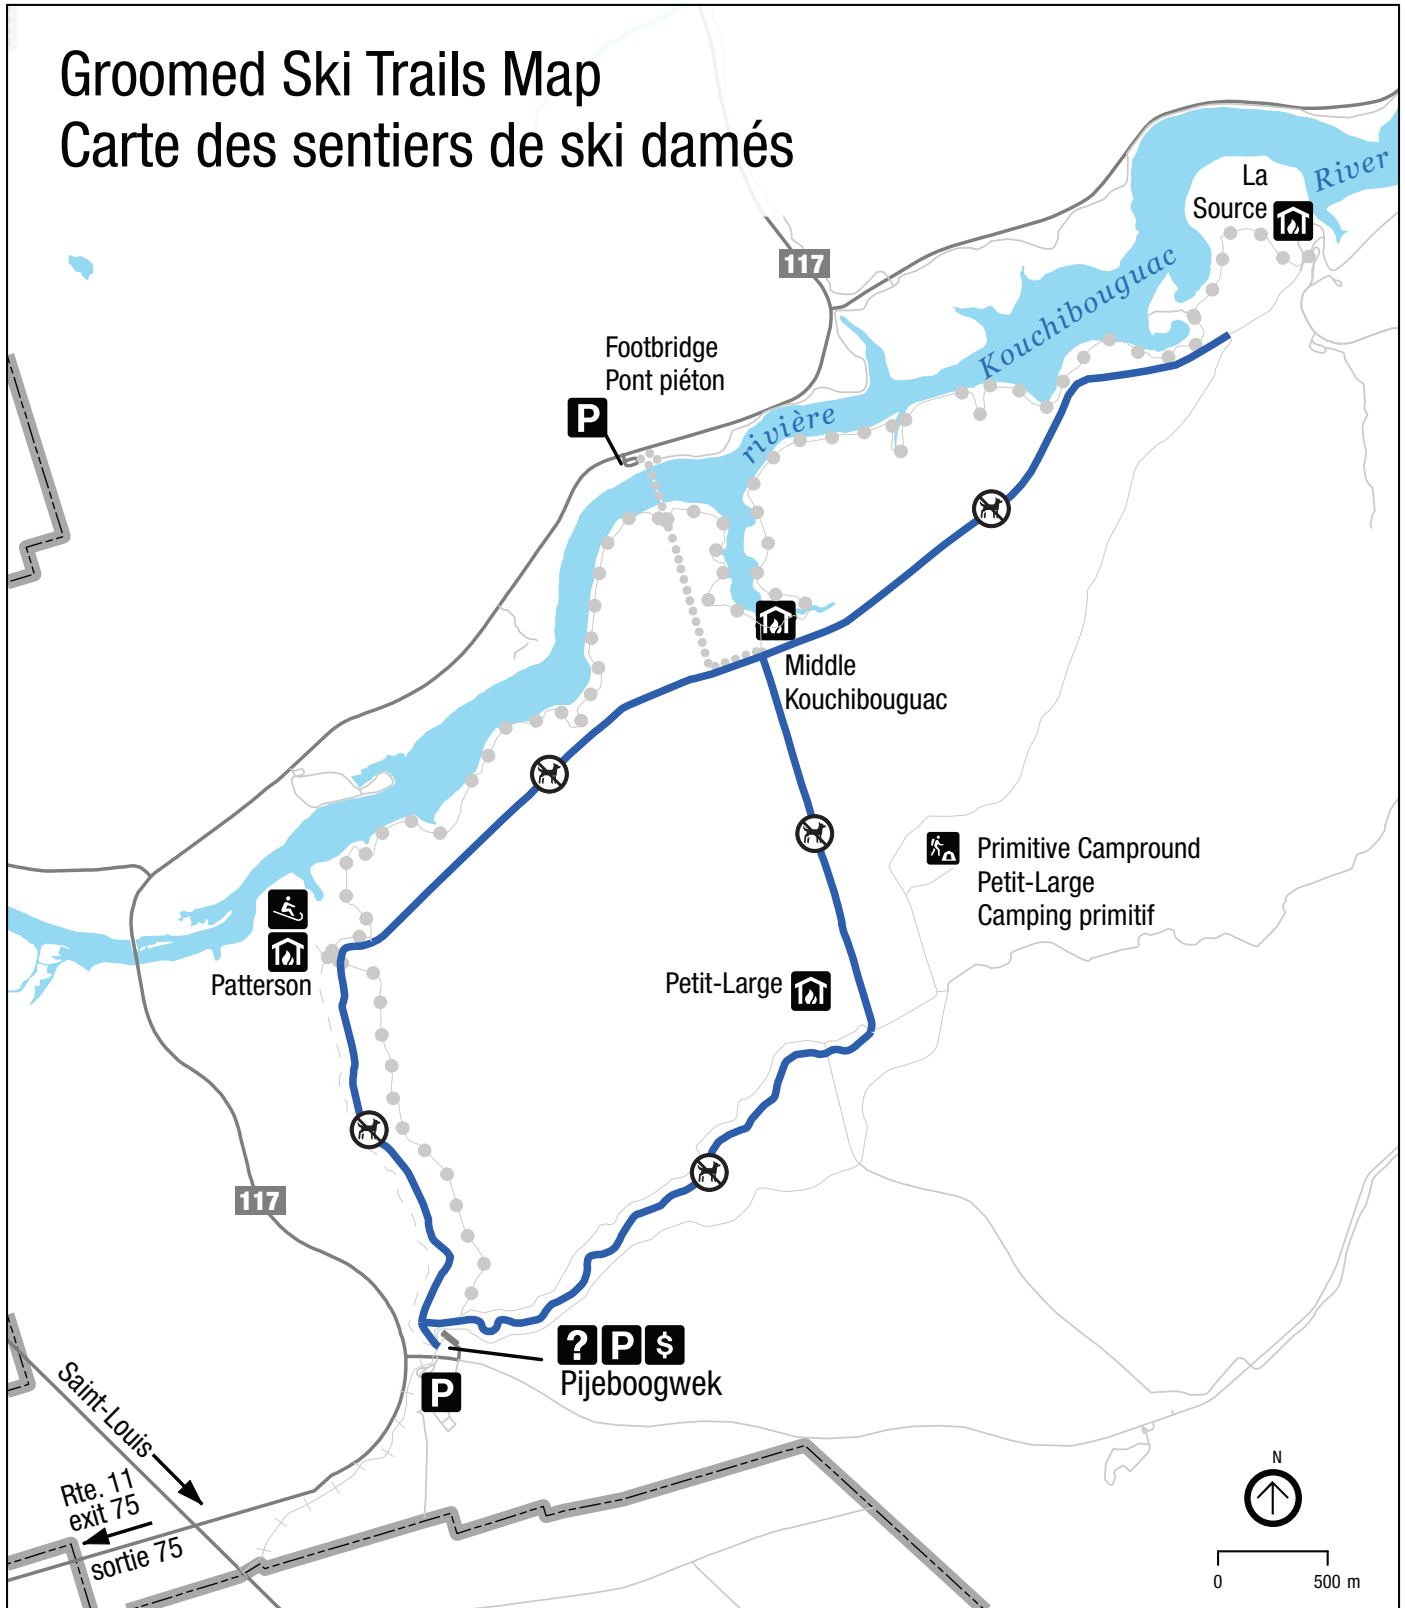 Groomed Ski Trails Map
Carte des sentiers de ski damés
La
Source
River
117
Kouchibouguac
Footbridge
Pont piéton
P
rivière
Middle
Kouchibouguac
Primitive Campround
Petit-Large
Camping primitif
Petit-Large
Patterson
117
? P $
Pijeboogwek
P
Saint-Louis
Rte. 11
exit 75
sortie 75
N
0 500 m